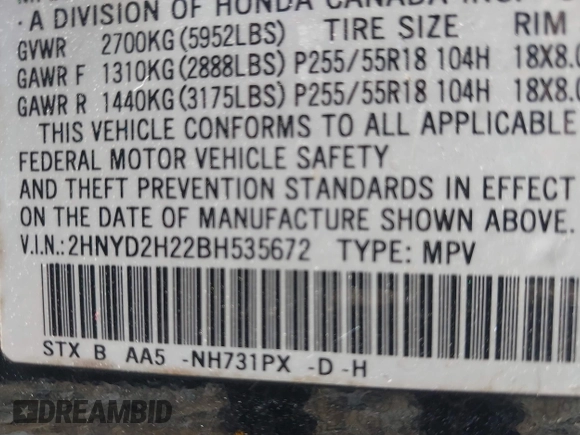 · A DIVISION OF HONDA CANADA INC.
GVWR 2700KG(5952LBS) TIRE SIZE RIM
GAWR F 1310KG(2888LBS) P255/55R18 104H 18X8.0
GAWR R 1440KG(3175LBS) P255/55R18 104H 18X8.0
THIS VEHICLE CONFORMS TO ALL APPLICABLE
FEDERAL MOTOR VEHICLE SAFETY
AND THEFT PREVENTION STANDARDS IN EFFECT
ON THE DATE OF MANUFACTURE SHOWN ABOVE.
V.I.N.:2HNYD2H22BH535672 TYPE: MPV
STX B AA5 -NH731PX -D -H
DREAMBID